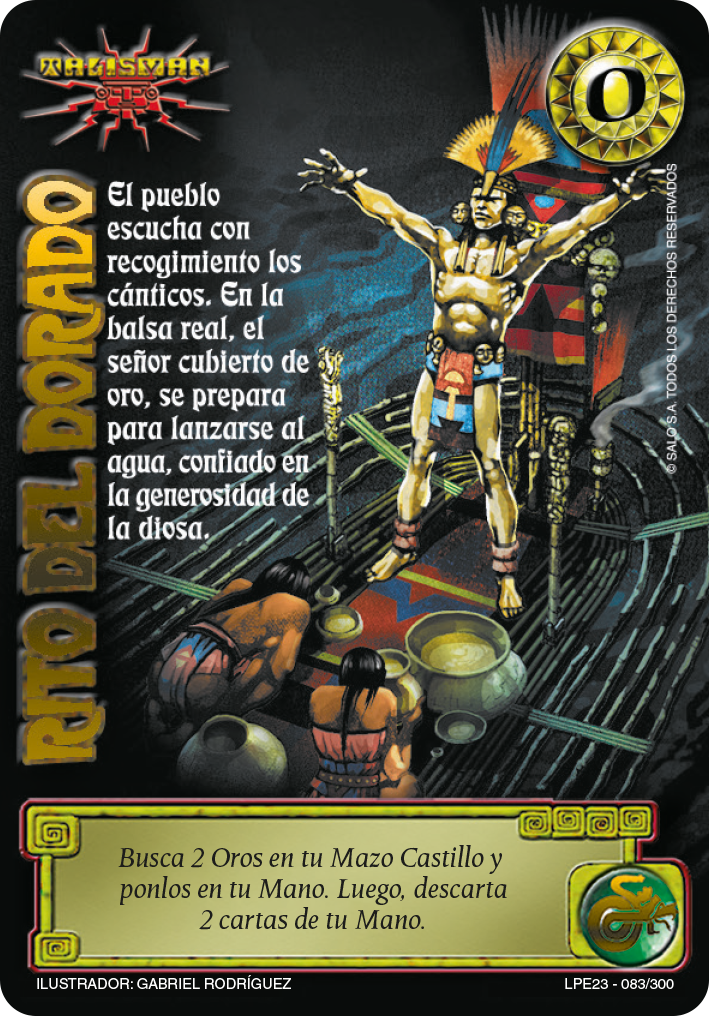 TALISMAN
0
RITO DEL DORADO
El pueblo
escucha con
recogimiento los
cánticos. En la
balsa real, el
señor cubierto de
oro, se prepara
para lanzarse al
agua, confiado en
la generosidad de
la diosa.
© SALO S.A. TODOS LOS DERECHOS RESERVADOS
Busca 2 Oros en tu Mazo Castillo y
ponlos en tu Mano. Luego, descarta
2 cartas de tu Mano.
ILUSTRADOR: GABRIEL RODRÍGUEZ
LPE23 - 083/300